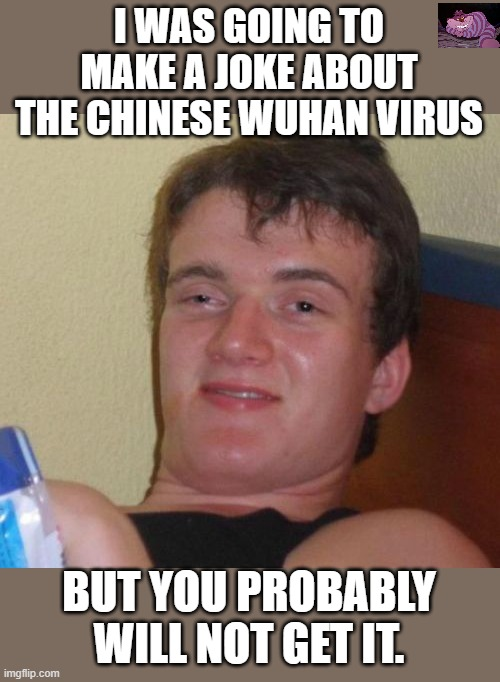 I WAS GOING TO
MAKE A JOKE ABOUT
THE CHINESE WUHAN VIRUS
BUT YOU PROBABLY
WILL NOT GET IT.
imgflip.com